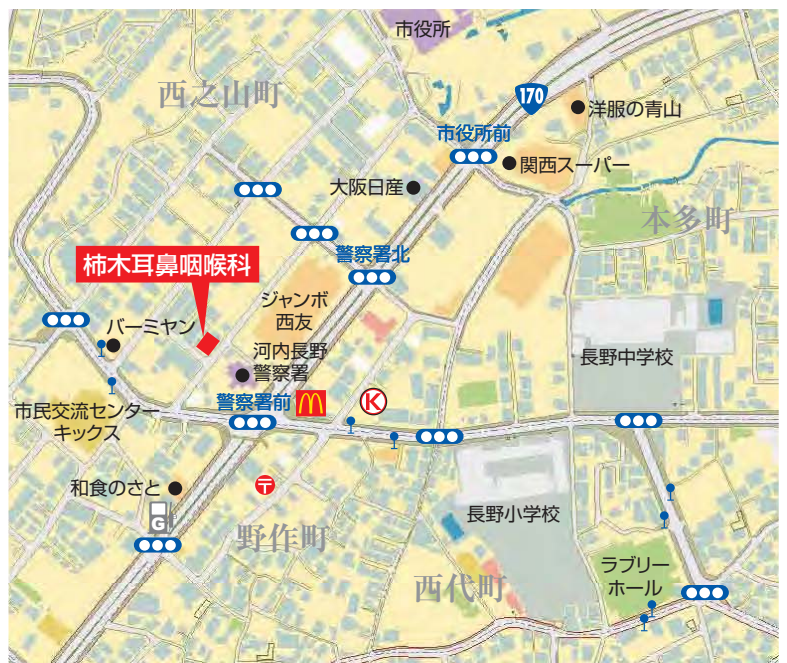 市役所
170
西之山町
洋服の青山
市役所前
関西スーパー
大阪日産
本多町
警察署北
柿木耳鼻咽喉科
ジャンボ
西友
バーミヤン
河内長野
警察署
長野中学校
警察署前
K
市民交流センター
キックス
和食のさと
G
野作町
長野小学校
ラブリー
ホール
西代町